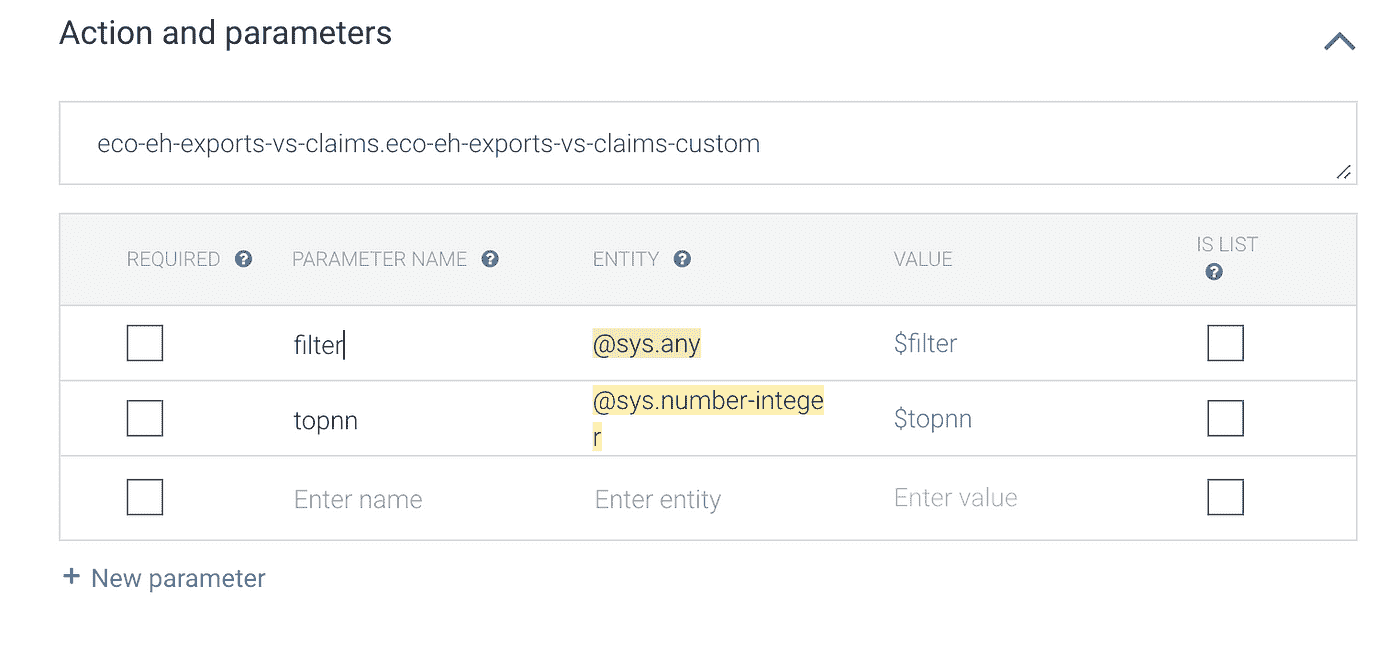 Action and parameters
eco-eh-exports-vs-claims.eco-eh-exports-vs-claims-custom
REQUIRED ? PARAMETER NAME ? ENTITY ? VALUE IS LIST
?
filter @sys.any $filter
topnn @sys.number-intege $topnn
r
Enter name Enter entity Enter value
+ New parameter